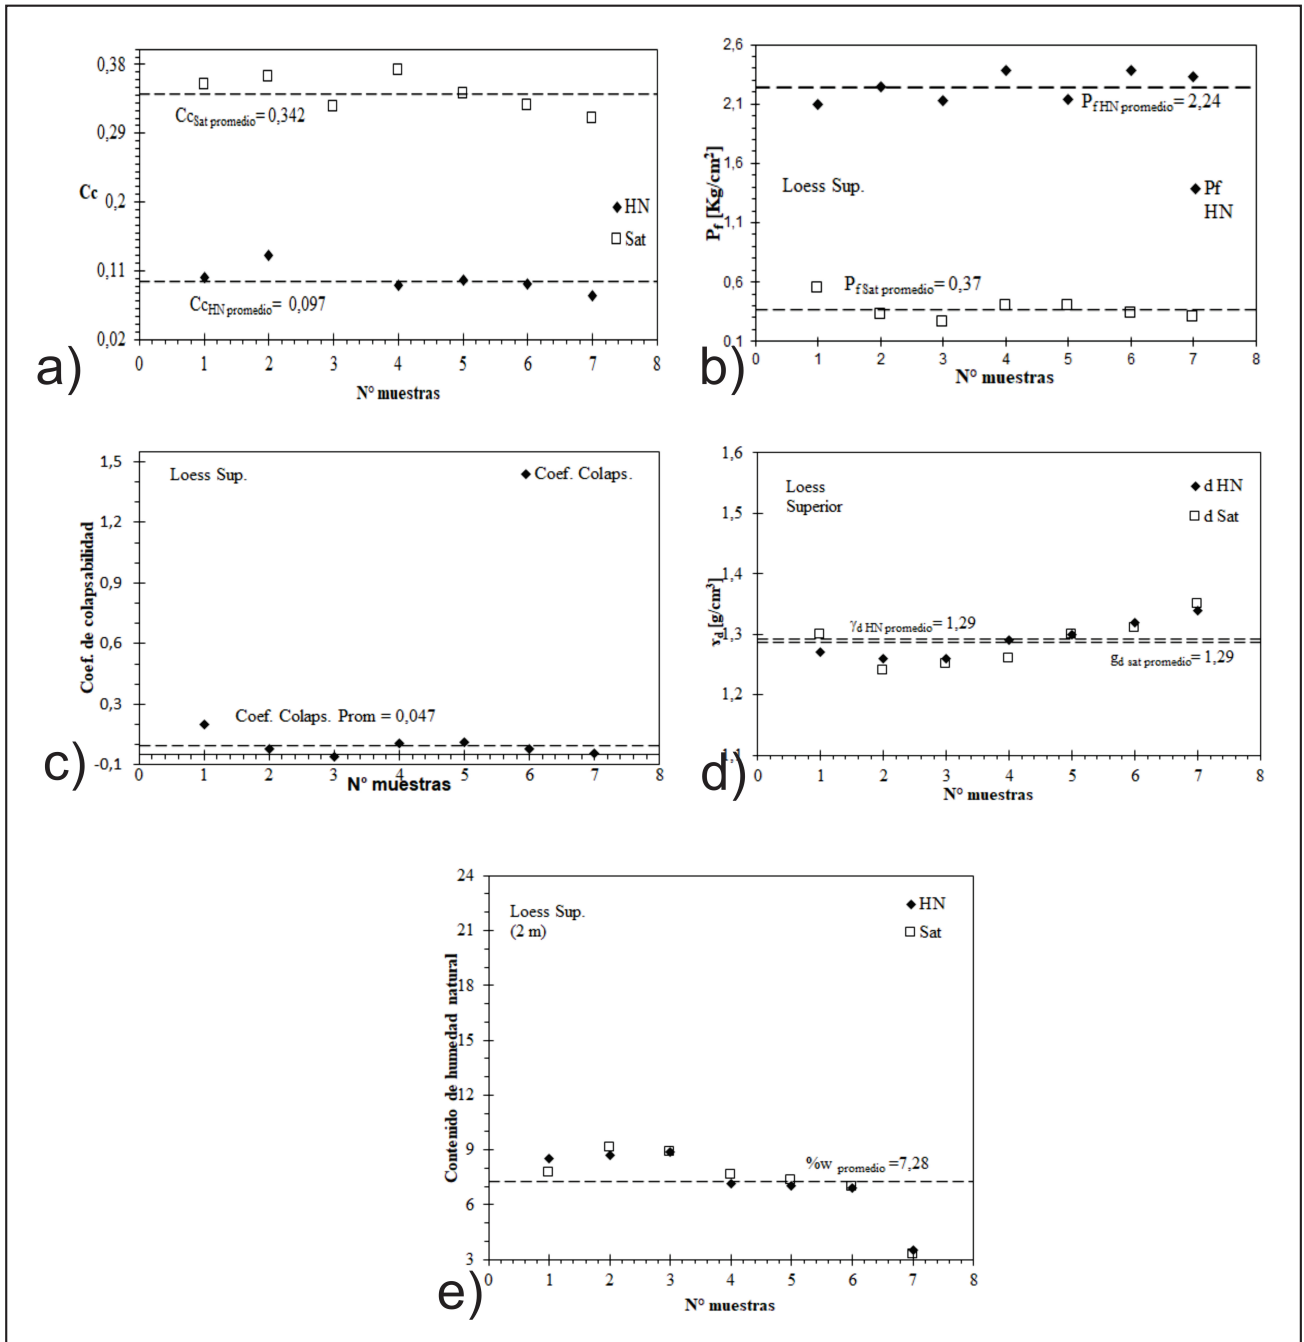 0,38
0,29
0,2
0,11
0,02
Cc
CcSat promedio= 0,342
HN
Sat
CcHN promedio= 0,097
0 1 2 3 4 5 6 7 8
N° muestras
a)
2,6
2,1
1,6
1,1
0,6
0,1
Pf [Kg/cm²]
Pf HN promedio= 2,24
Loess Sup.
Pf
HN
Pf Sat promedio= 0,37
0 1 2 3 4 5 6 7 8
N° muestras
b)
1,5
1,2
0,9
0,6
0,3
-0,1
Coef. de colapsabilidad
Loess Sup.
Coef. Colaps.
Coef. Colaps. Prom = 0,047
0 1 2 3 4 5 6 7 8
N° muestras
c)
1,6
1,5
1,4
1,3
1,2
1,1
γd [g/cm³]
Loess
Superior
d HN
d Sat
γd HN promedio= 1,29
gd sat promedio= 1,29
0 1 2 3 4 5 6 7 8
N° muestras
d)
24
21
18
15
12
9
6
3
Contenido de humedad natural
Loess Sup.
(2 m)
HN
Sat
%w promedio =7,28
0 1 2 3 4 5 6 7 8
N° muestras
e)